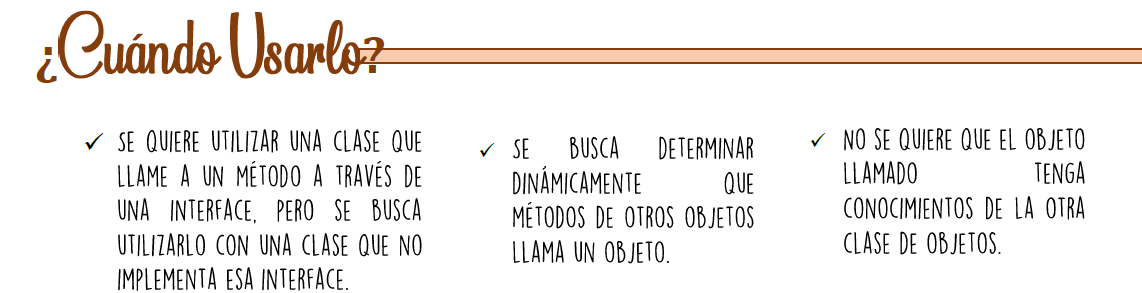 ¿Cuándo Usarlo?
SE QUIERE UTILIZAR UNA CLASE QUE
LLAME A UN MÉTODO A TRAVÉS DE
UNA INTERFACE, PERO SE BUSCA
UTILIZARLO CON UNA CLASE QUE NO
IMPLEMENTA ESA INTERFACE.
SE BUSCA DETERMINAR
DINÁMICAMENTE QUE
MÉTODOS DE OTROS OBJETOS
LLAMA UN OBJETO.
NO SE QUIERE QUE EL OBJETO
LLAMADO TENGA
CONOCIMIENTOS DE LA OTRA
CLASE DE OBJETOS.